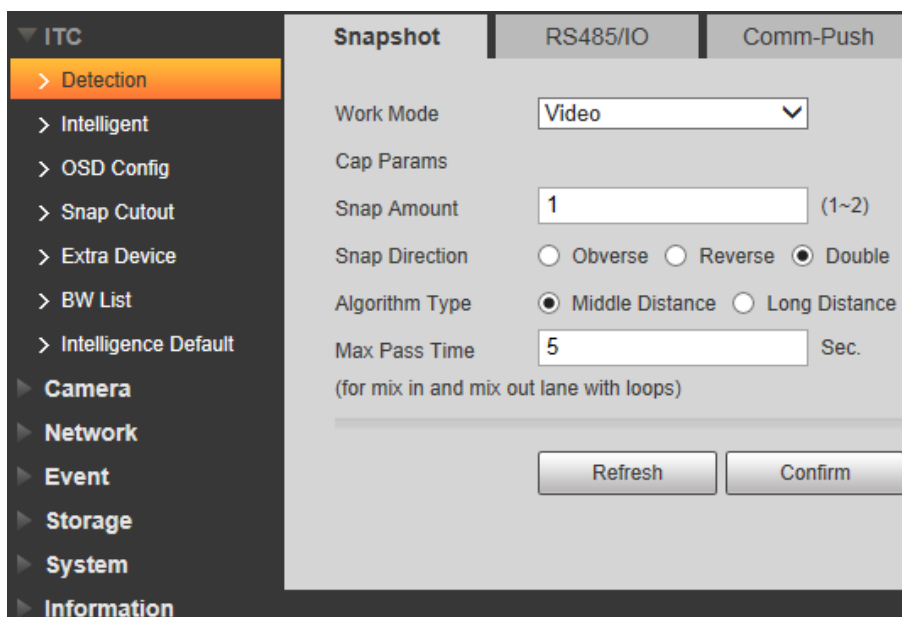 ITC
Detection
Intelligent
OSD Config
Snap Cutout
Extra Device
BW List
Intelligence Default
Camera
Network
Event
Storage
System
Information
Snapshot RS485/IO Comm-Push
Work Mode Video
Cap Params
Snap Amount 1 (1~2)
Snap Direction Obverse Reverse Double
Algorithm Type Middle Distance Long Distance
Max Pass Time 5 Sec.
(for mix in and mix out lane with loops)
Refresh Confirm